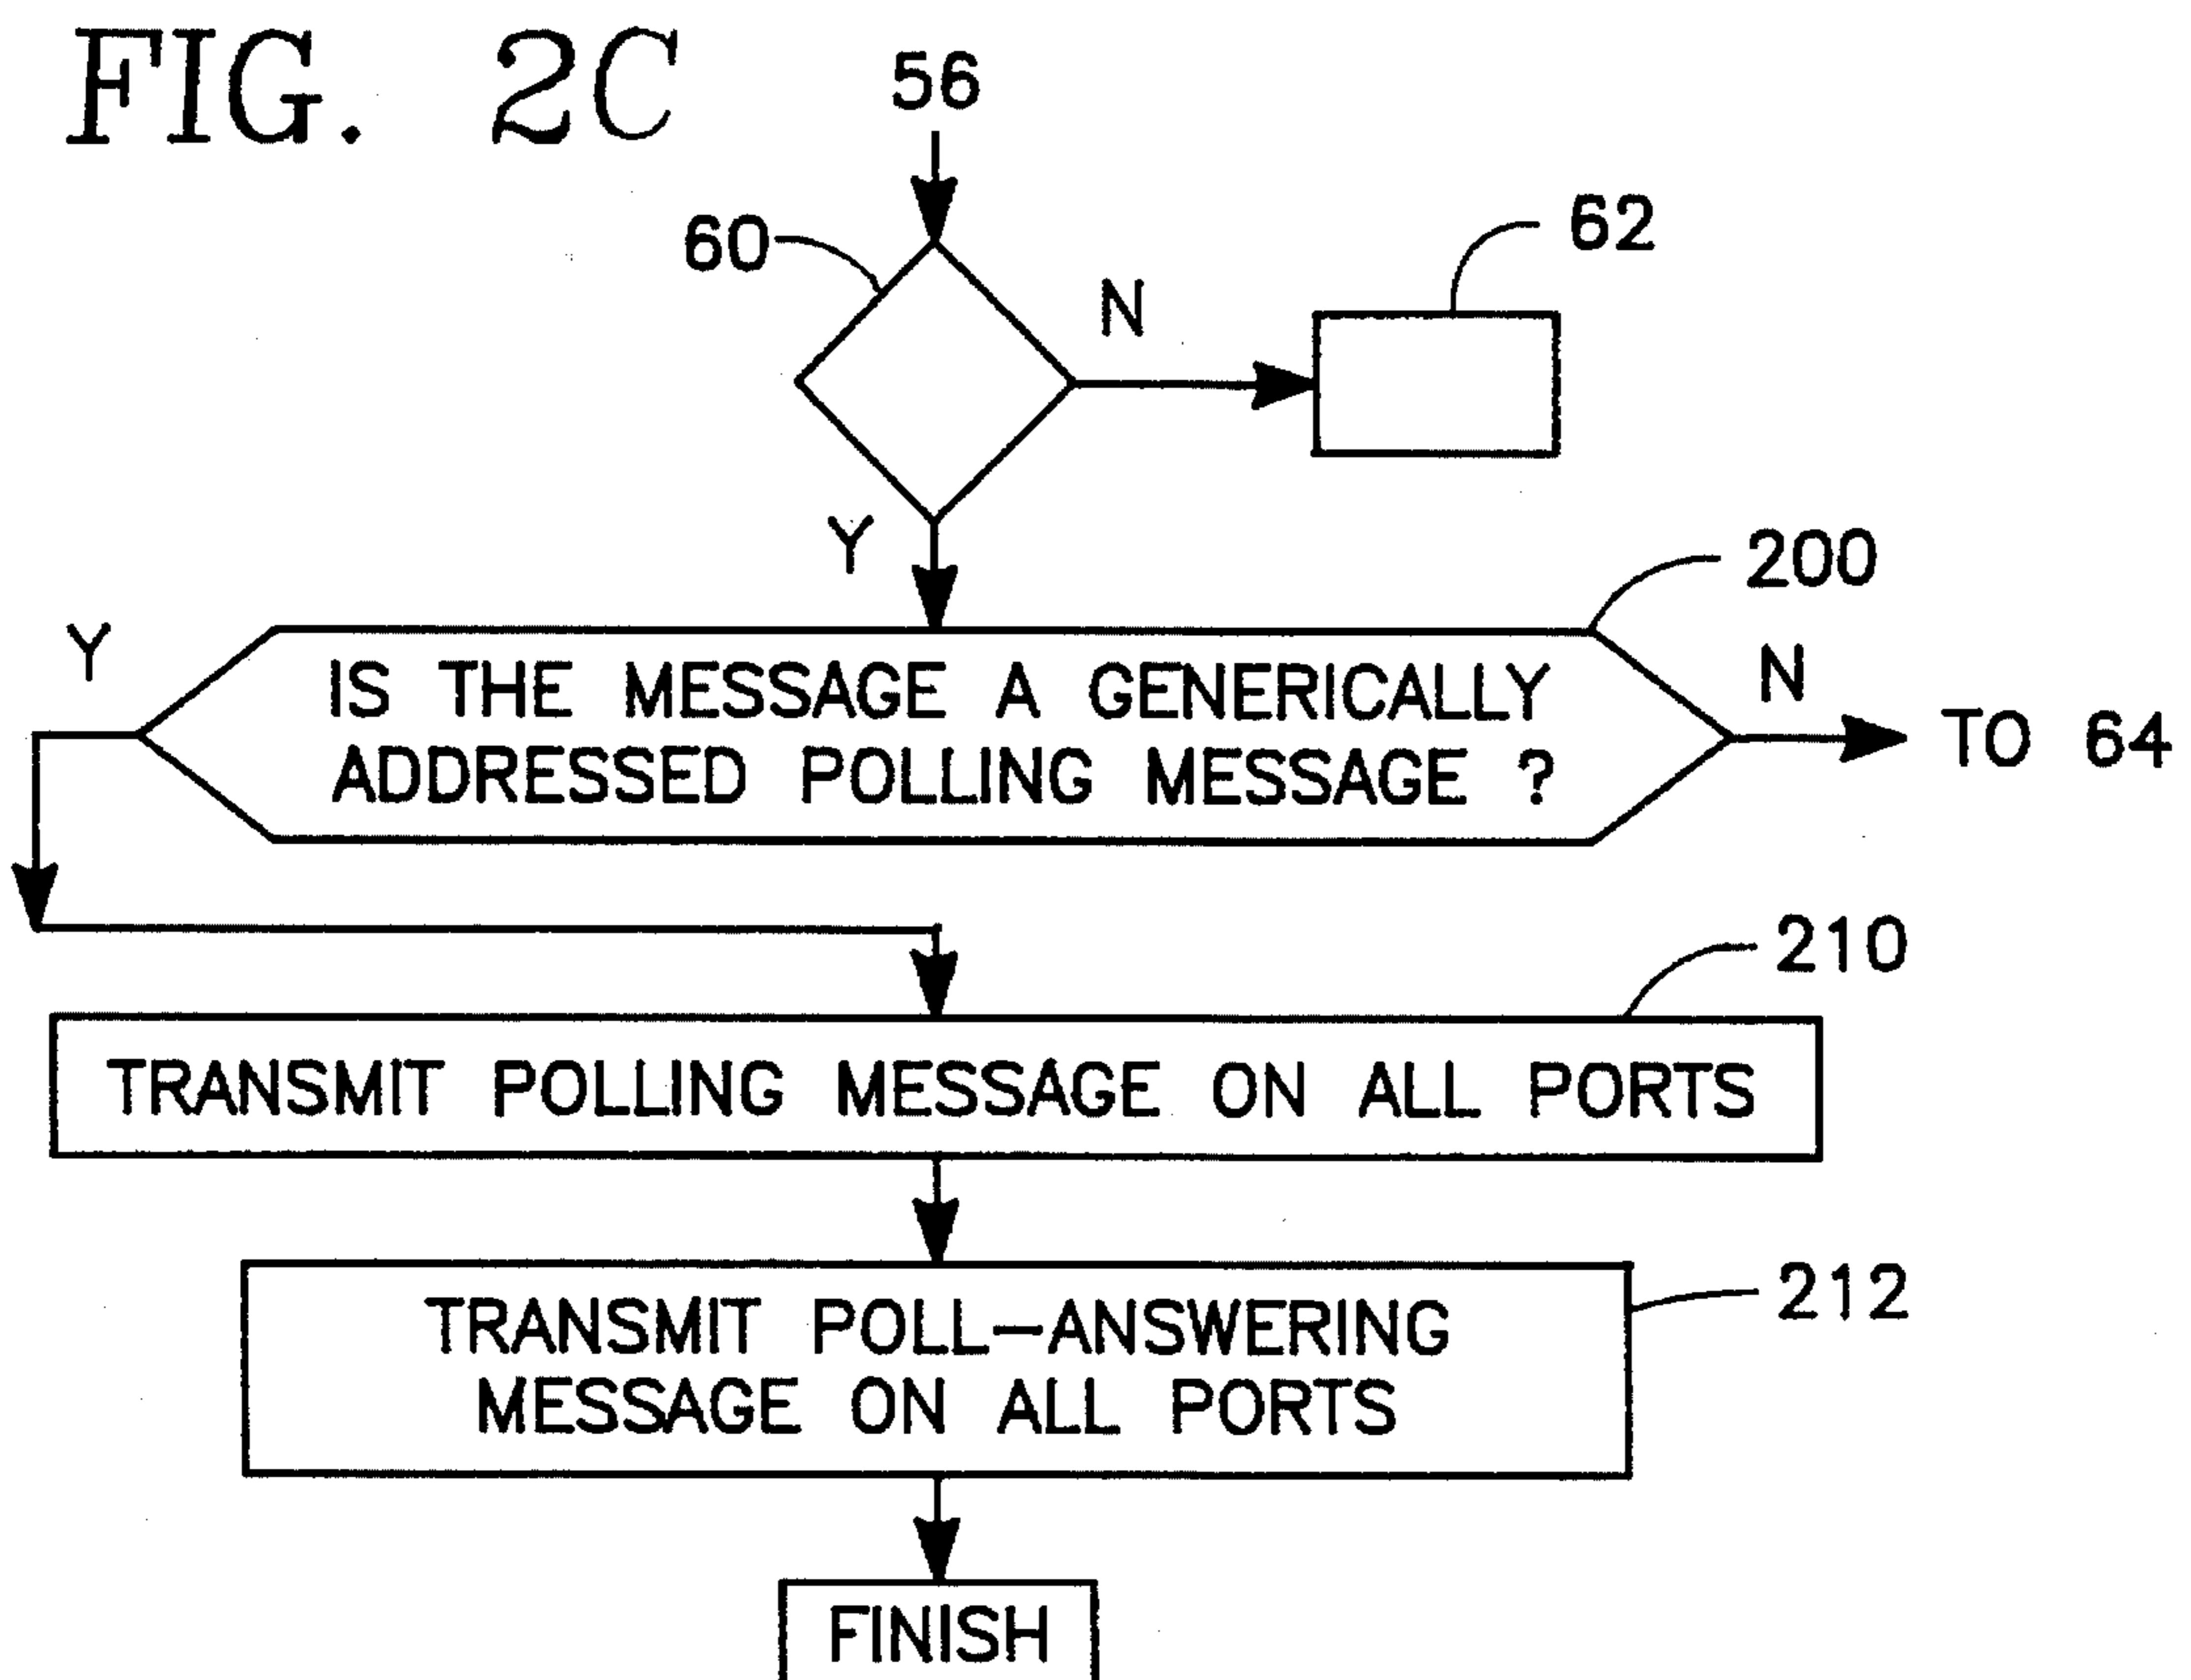 FIG. 2C
56
60
N
62
Y
200
Y
IS THE MESSAGE A GENERICALLY
ADDRESSED POLLING MESSAGE ?
N
TO 64
210
TRANSMIT POLLING MESSAGE ON ALL PORTS
TRANSMIT POLL-ANSWERING
MESSAGE ON ALL PORTS
212
FINISH